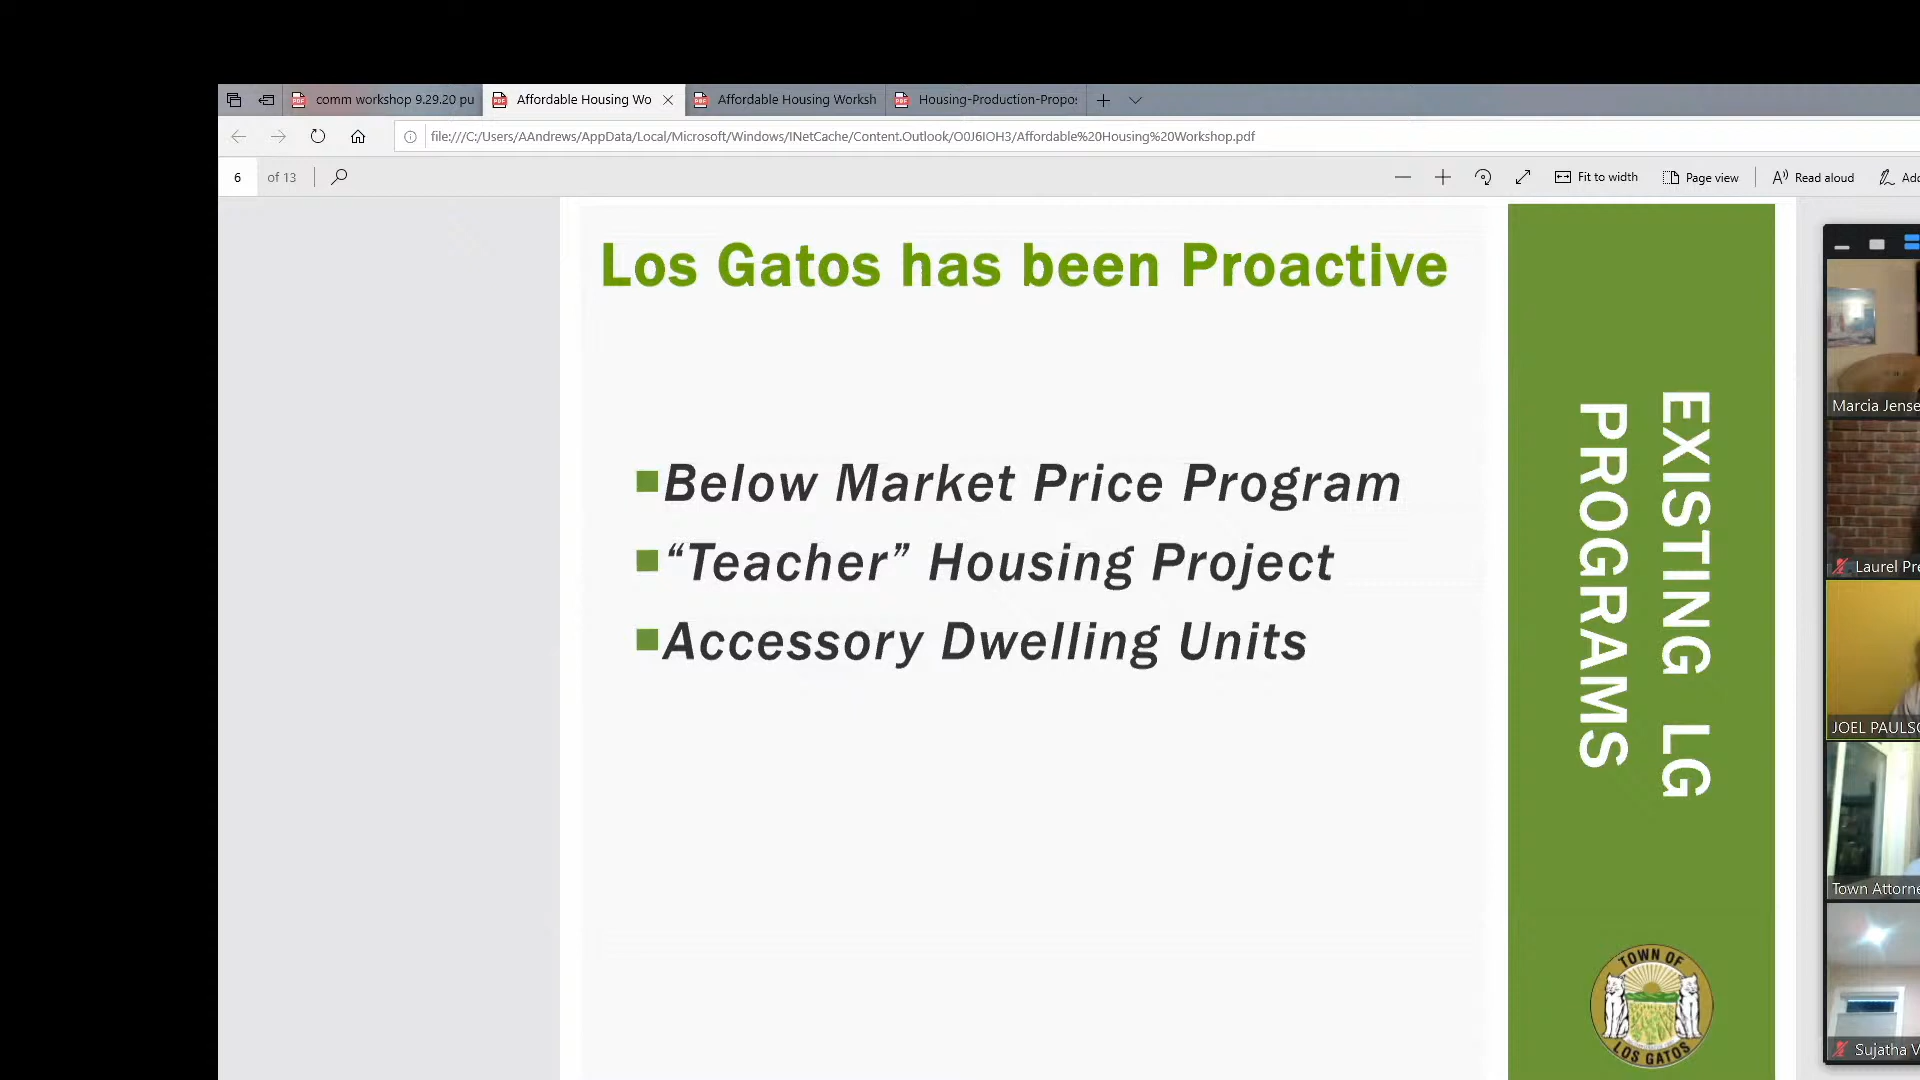 comm workshop 9.29.20 pu
Affordable Housing Wo
Affordable Housing Worksh
Housing-Production-Propo
file:///C:/Users/AAndrews/AppData/Local/Microsoft/Windows/INetCache/Content.Outlook/O0J6IOH3/Affordable%20Housing%20Workshop.pdf
6 of 13
Fit to width
Page view
Read aloud
Los Gatos has been Proactive
Below Market Price Program
“Teacher” Housing Project
Accessory Dwelling Units
EXISTING LG
PROGRAMS
TOWN OF
LOS GATOS
Marcia Jense
Laurel Pre
JOEL PAULSO
Town Attorne
Sujatha V